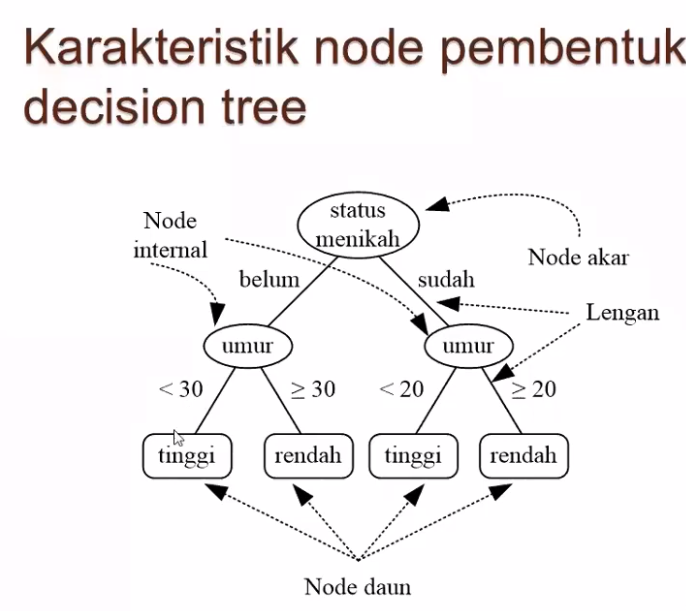 Karakteristik node pembentuk
decision tree
status
menikah
Node
internal
Node akar
belum
sudah
Lengan
umur
umur
< 30
≥ 30
< 20
≥ 20
tinggi
rendah
tinggi
rendah
Node daun